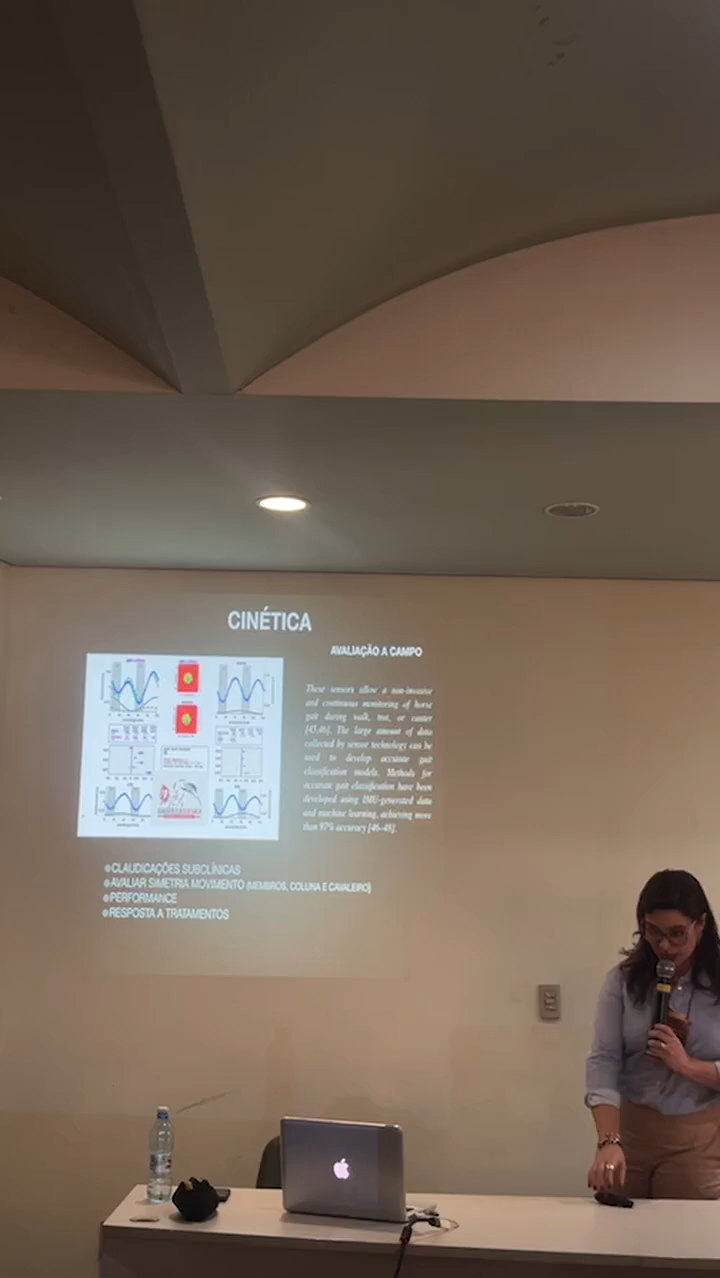 CINÉTICA
AVALIAÇÃO A CAMPO
These sensors allow a non-invasive
and continuous monitoring of horse
gait during walk, trot, or canter
[45,46]. The large amount of data
collected by sensor technology can be
used to develop accurate gait
classification models. Methods for
accurate gait classification have been
developed using IMU-generated data
and machine learning, achieving more
than 97% accuracy [46–48].
CLAUDICAÇÕES SUBCLÍNICAS
AVALIAR SIMETRIA MOVIMENTO (MEMBROS, COLUNA E CAVALEIRO)
PERFORMANCE
RESPOSTA A TRATAMENTOS